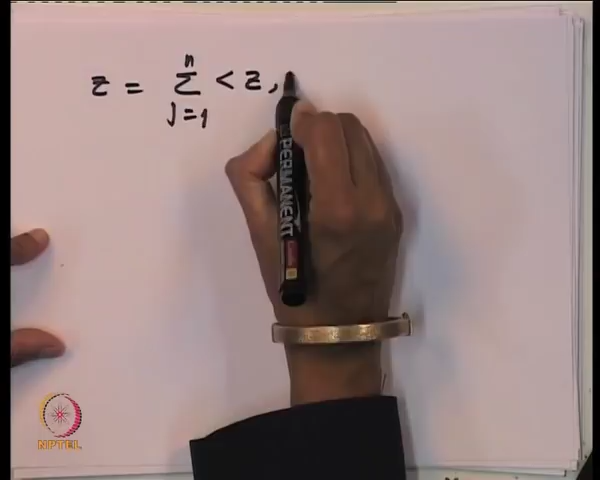 z = n∑j=1 <z,
PERMANENT
NPTEL